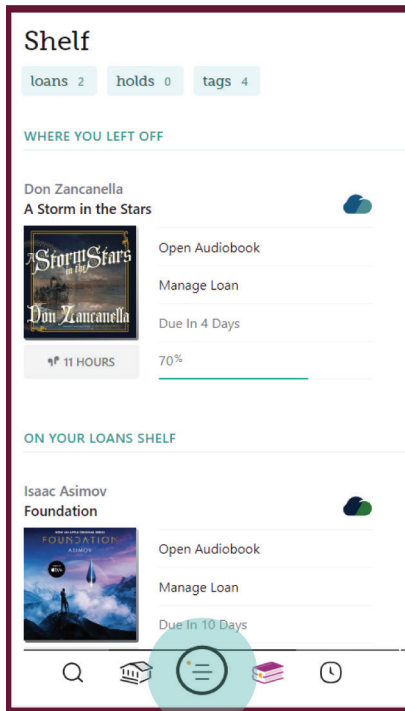 Shelf
loans 2 holds 0 tags 4
WHERE YOU LEFT OFF
Don Zancanella
A Storm in the Stars
A Storm
in the Stars
Don Zancanella
Open Audiobook
Manage Loan
Due In 4 Days
11 HOURS
70%
ON YOUR LOANS SHELF
Isaac Asimov
Foundation
FOUNDATION
ASIMOV
Open Audiobook
Manage Loan
Due In 10 Days